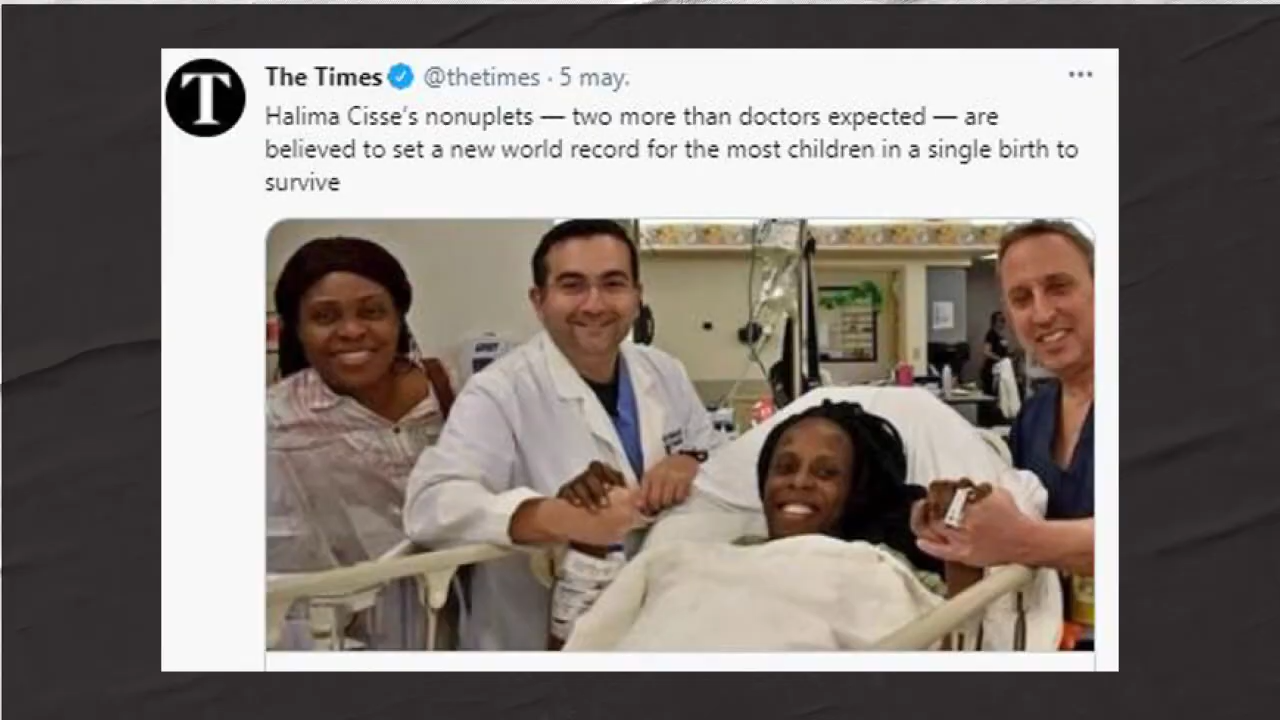 T
The Times @thetimes · 5 may.
Halima Cisse's nonuplets — two more than doctors expected — are
believed to set a new world record for the most children in a single birth to
survive